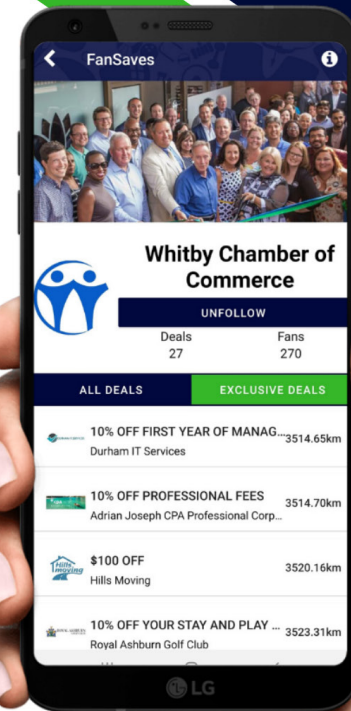 FanSaves
Whitby Chamber of
Commerce
UNFOLLOW
Deals
Fans
27
270
ALL DEALS
EXCLUSIVE DEALS
10% OFF FIRST YEAR OF MANAG...
3514.65km
Durham IT Services
10% OFF PROFESSIONAL FEES
3514.70km
Adrian Joseph CPA Professional Corp...
Hills
moving
$100 OFF
3520.16km
Hills Moving
10% OFF YOUR STAY AND PLAY ...
3523.31km
Royal Ashburn Golf Club
LG